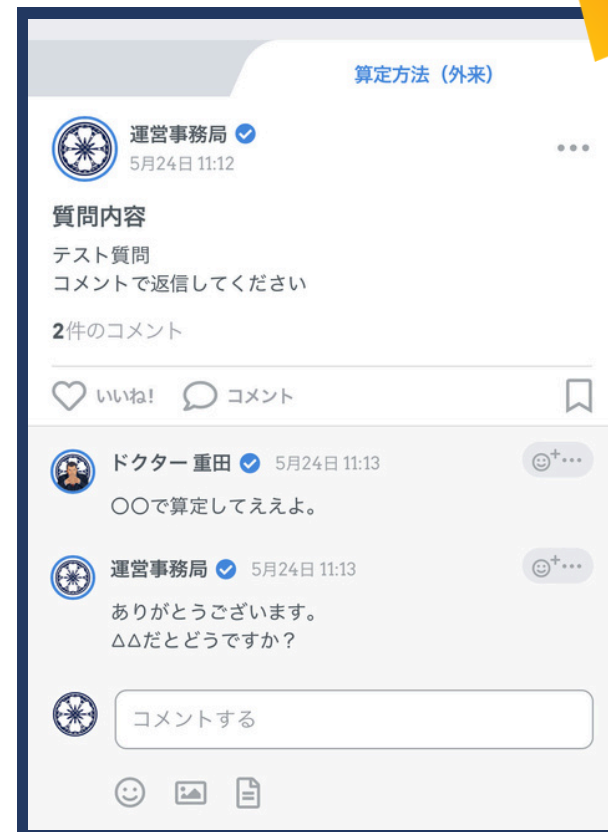 算定方法（外来）
運営事務局
5月24日 11:12
質問内容
テスト質問
コメントで返信してください
2件のコメント
いいね! コメント
ドクター 重田 5月24日 11:13
〇〇で算定してええよ。
運営事務局 5月24日 11:13
ありがとうございます。
△△だとどうですか？
コメントする